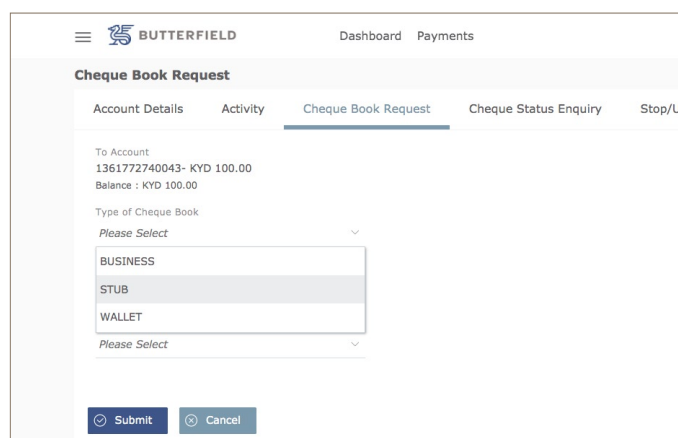 BUTTERFIELD Dashboard Payments
Cheque Book Request
Account Details Activity Cheque Book Request Cheque Status Enquiry Stop/U
To Account
1361772740043- KYD 100.00
Balance : KYD 100.00
Type of Cheque Book
Please Select
BUSINESS
STUB
WALLET
Please Select
Submit Cancel